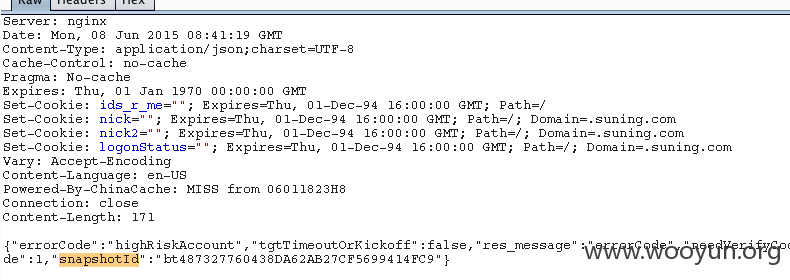 Raw Headers Hex
Server: nginx
Date: Mon, 08 Jun 2015 08:41:19 GMT
Content-Type: application/json;charset=UTF-8
Cache-Control: no-cache
Pragma: No-cache
Expires: Thu, 01 Jan 1970 00:00:00 GMT
Set-Cookie: ids_r_me=""; Expires=Thu, 01-Dec-94 16:00:00 GMT; Path=/
Set-Cookie: nick=""; Expires=Thu, 01-Dec-94 16:00:00 GMT; Path=/; Domain=.suning.com
Set-Cookie: nick2=""; Expires=Thu, 01-Dec-94 16:00:00 GMT; Path=/; Domain=.suning.com
Set-Cookie: logonStatus=""; Expires=Thu, 01-Dec-94 16:00:00 GMT; Path=/; Domain=.suning.com
Vary: Accept-Encoding
Content-Language: en-US
Powered-By-ChinaCache: MISS from 06011823H8
Connection: close
Content-Length: 171
{"errorCode":"highRiskAccount","tgtTimeoutOrKickoff":false,"res_message":"errorCode","needVerifyCo
de":1,"snapshotId":"bt487327760438DA62AB27CF5699414FC9"}
www.wooyun.org